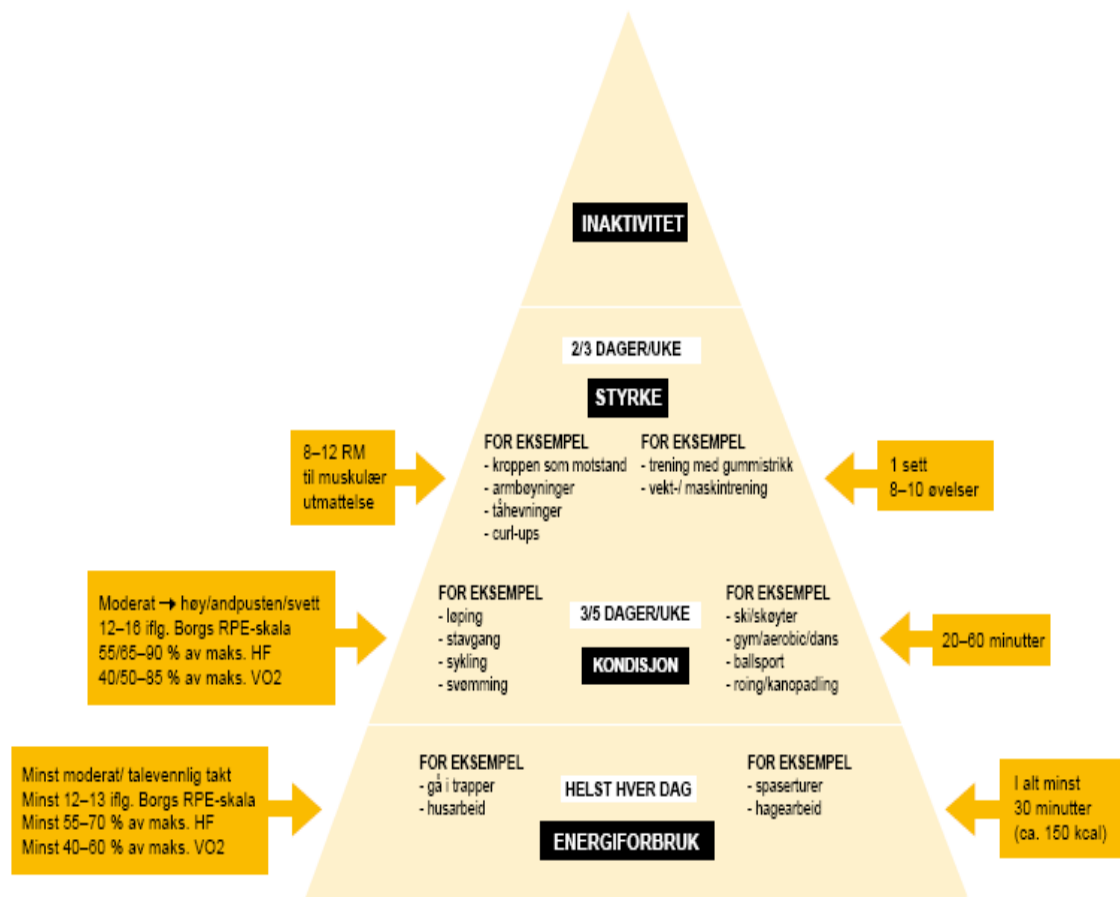 INAKTIVITET
2/3 DAGER/UKE
STYRKE
8–12 RM
til muskulær
utmattelse
FOR EKSEMPEL
- kroppen som motstand
- armbøyninger
- tåhevninger
- curl-ups
FOR EKSEMPEL
- trening med gummistrikk
- vekt-/ maskintrening
1 sett
8–10 øvelser
Moderat → høy/andpusten/svett
12–16 iflg. Borgs RPE-skala
55/65–90 % av maks. HF
40/50–85 % av maks. VO2
FOR EKSEMPEL
- løping
- stavgang
- sykling
- svømming
3/5 DAGER/UKE
KONDISJON
FOR EKSEMPEL
- ski/skøyter
- gym/aerobic/dans
- ballsport
- roing/kanopadling
20–60 minutter
Minst moderat/ talevennlig takt
Minst 12–13 iflg. Borgs RPE-skala
Minst 55–70 % av maks. HF
Minst 40–60 % av maks. VO2
FOR EKSEMPEL
- gå i trapper
- husarbeid
HELST HVER DAG
ENERGIFORBRUK
FOR EKSEMPEL
- spaserturer
- hagearbeid
I alt minst
30 minutter
(ca. 150 kcal)